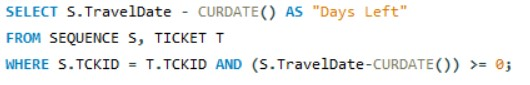 SELECT S.TravelDate - CURDATE() AS "Days Left"
FROM SEQUENCE S, TICKET T
WHERE S.TCKID = T.TCKID AND (S.TravelDate-CURDATE()) >= 0;